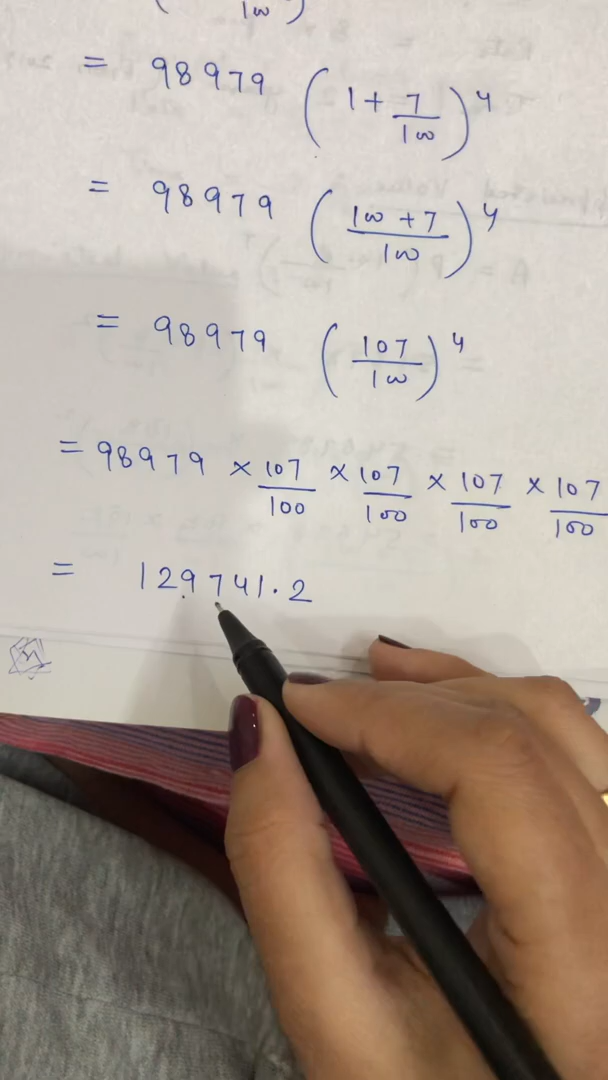 100
= 98979 (1 + 7/100)^4
= 98979 (100 + 7/100)^4
= 98979 (107/100)^4
= 98979 × 107/100 × 107/100 × 107/100 × 107/100
= 129741.2